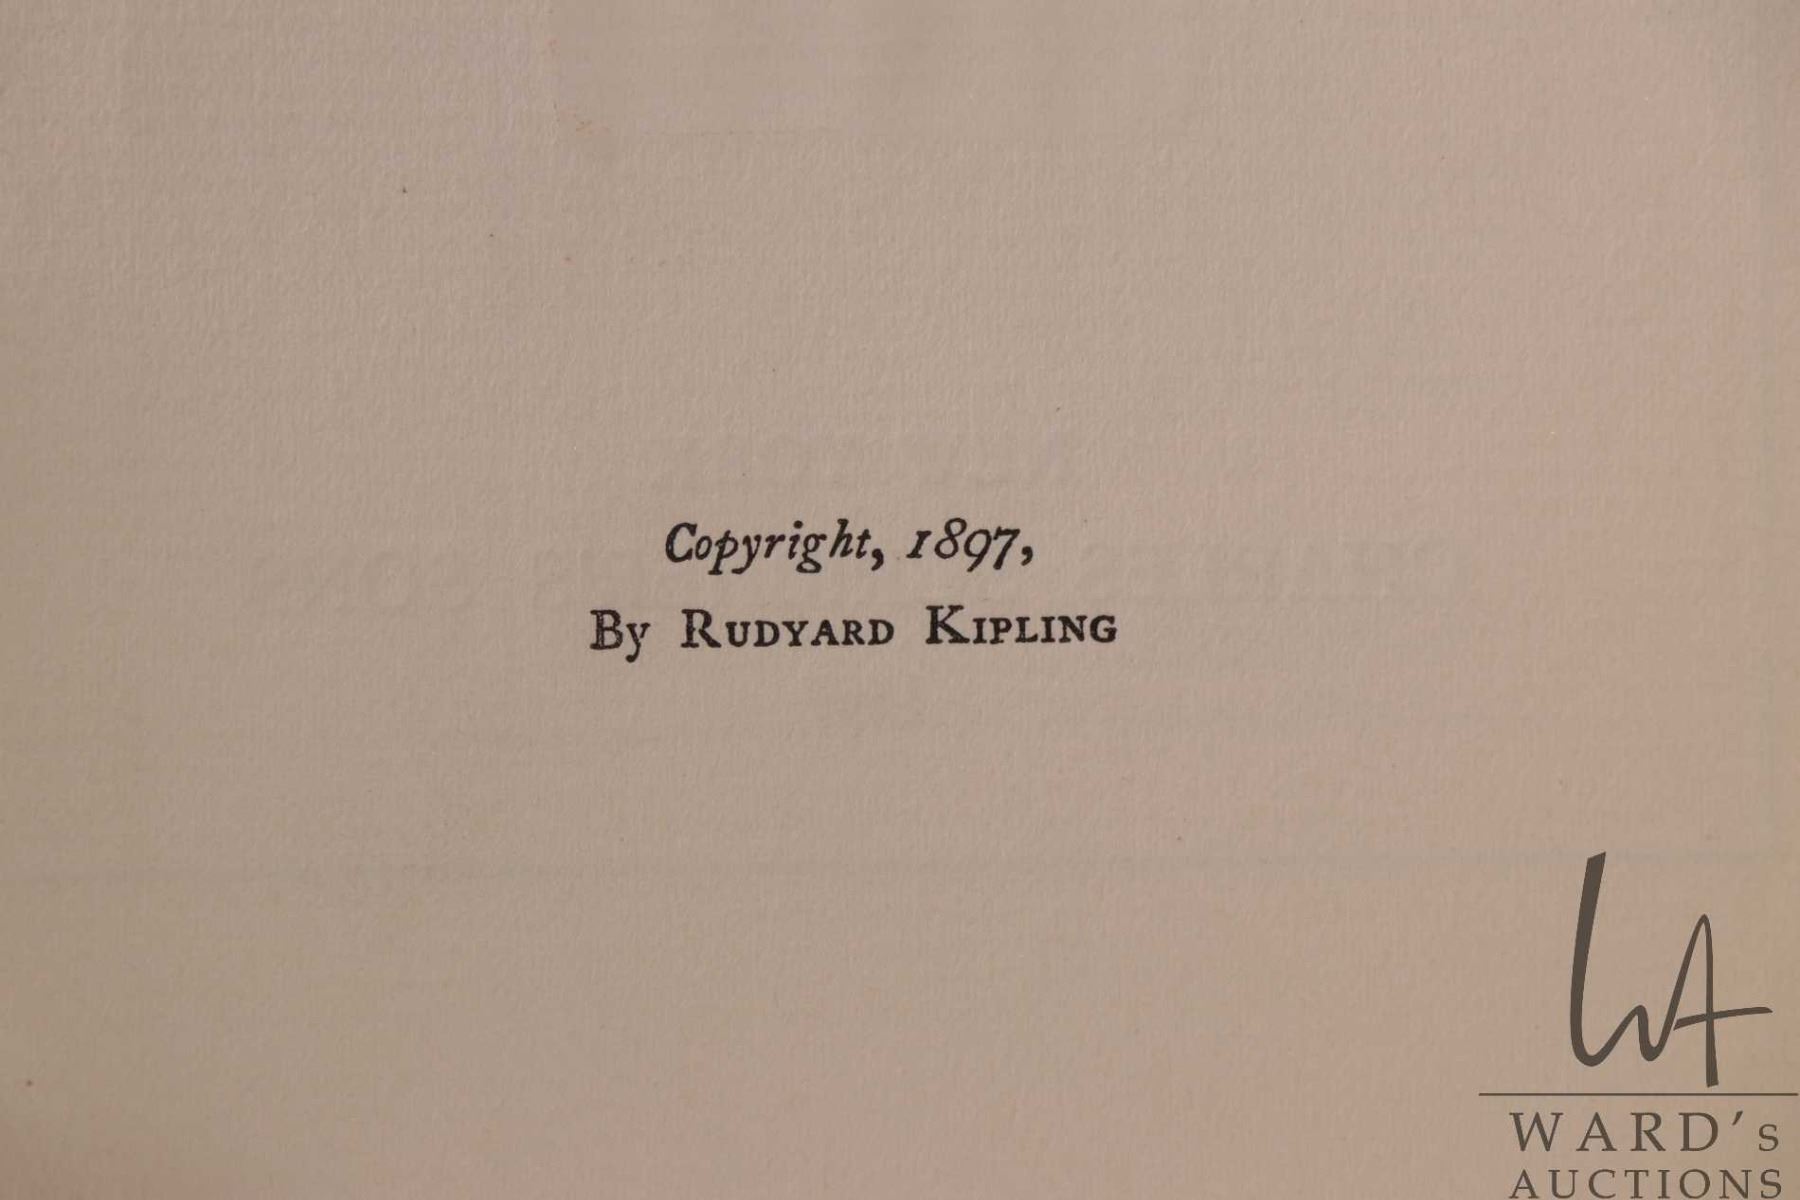 Copyright, 1897,
By Rudyard Kipling
WARD's
AUCTIONS